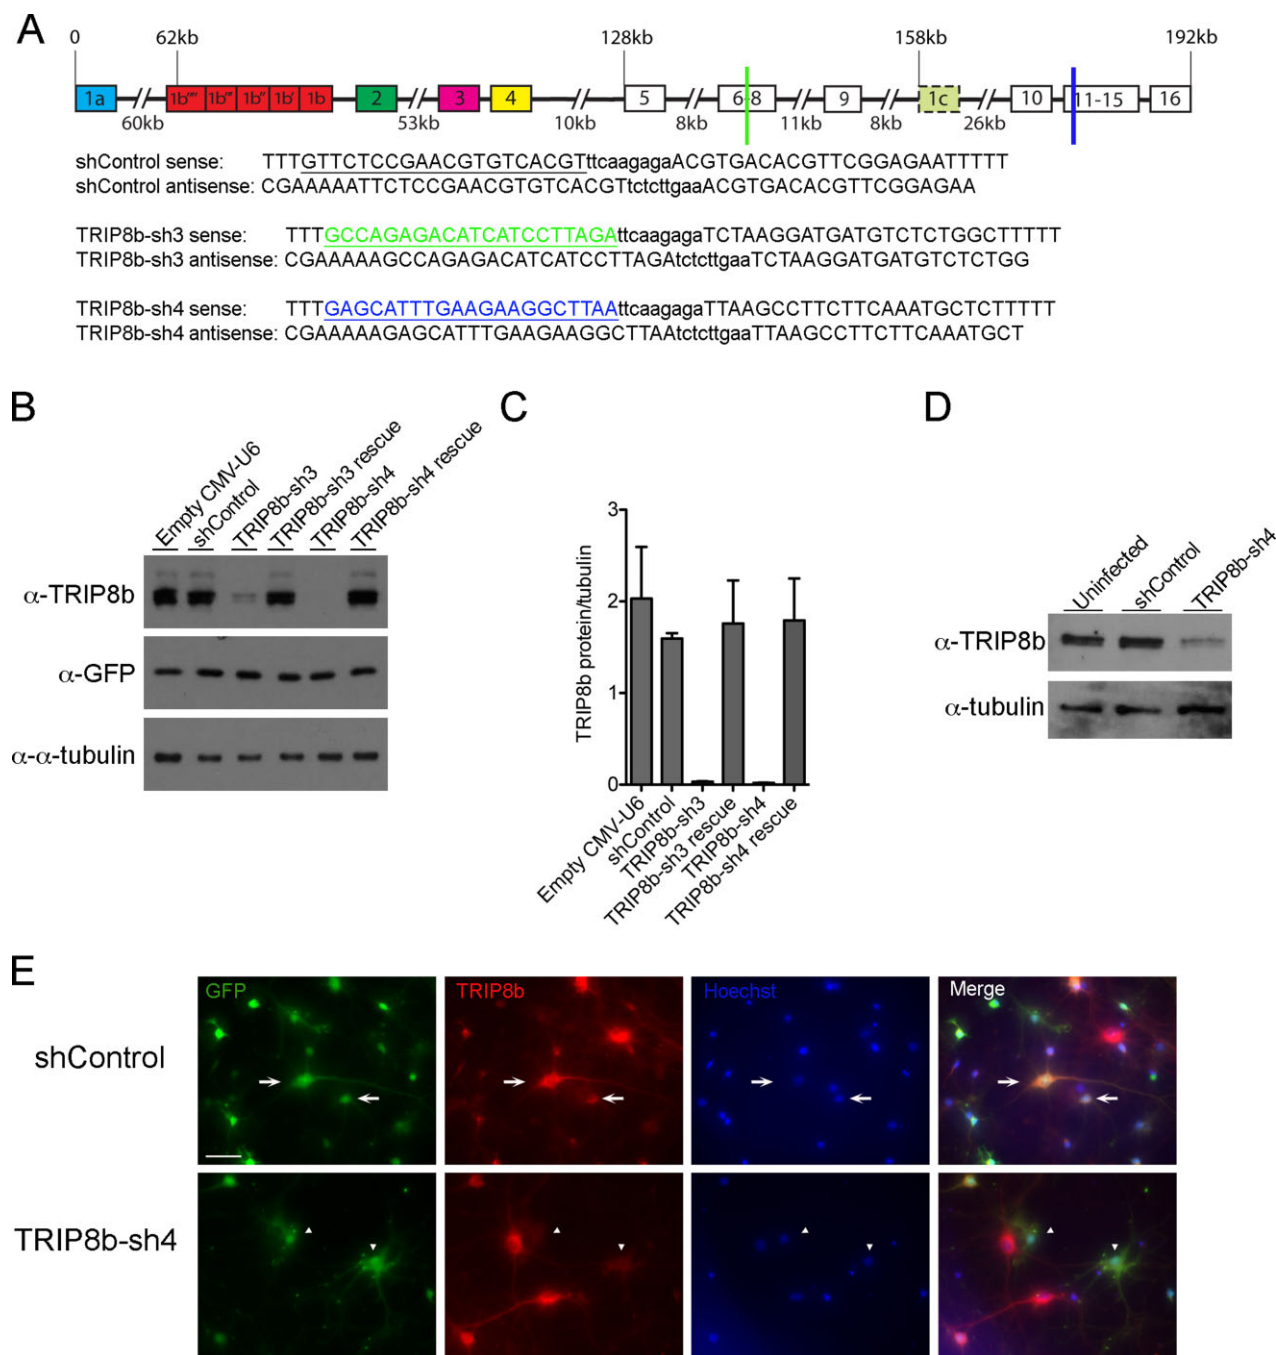 A
0 62kb 128kb 158kb 192kb
1a 1b"" 1b"' 1b" 1b' 1b 2 3 4 5 6-8 9 1c 10 11-15 16
60kb 53kb 10kb 8kb 11kb 8kb 26kb
shControl sense: TTTGTTCTCCGAACGTGTCACGTttcaagagaACGTGACACGTTCGGAGAATTTTT
shControl antisense: CGAAAAATTCTCCGAACGTGTCACGTtctcttgaaACGTGACACGTTCGGAGAA
TRIP8b-sh3 sense: TTTGCCAGAGACATCATCCTTAGAttcaagagaTCTAAGGATGATGTCTCTGGCTTTTT
TRIP8b-sh3 antisense: CGAAAAAGCCAGAGACATCATCCTTAGAtctcttgaaTCTAAGGATGATGTCTCTGG
TRIP8b-sh4 sense: TTTGAGCATTTGAAGAAGGCTTAAttcaagagaTTAAGCCTTCTTCAAATGCTCTTTTT
TRIP8b-sh4 antisense: CGAAAAAGAGCATTTGAAGAAGGCTTAAtctcttgaaTTAAGCCTTCTTCAAATGCT
B
Empty CMV-U6
shControl
TRIP8b-sh3
TRIP8b-sh3 rescue
TRIP8b-sh4
TRIP8b-sh4 rescue
α-TRIP8b
α-GFP
α-α-tubulin
C
TRIP8b protein/tubulin
3
2
1
0
Empty CMV-U6
shControl
TRIP8b-sh3
TRIP8b-sh3 rescue
TRIP8b-sh4
TRIP8b-sh4 rescue
D
Uninfected
shControl
TRIP8b-sh4
α-TRIP8b
α-tubulin
E
GFP TRIP8b Hoechst Merge
shControl
TRIP8b-sh4